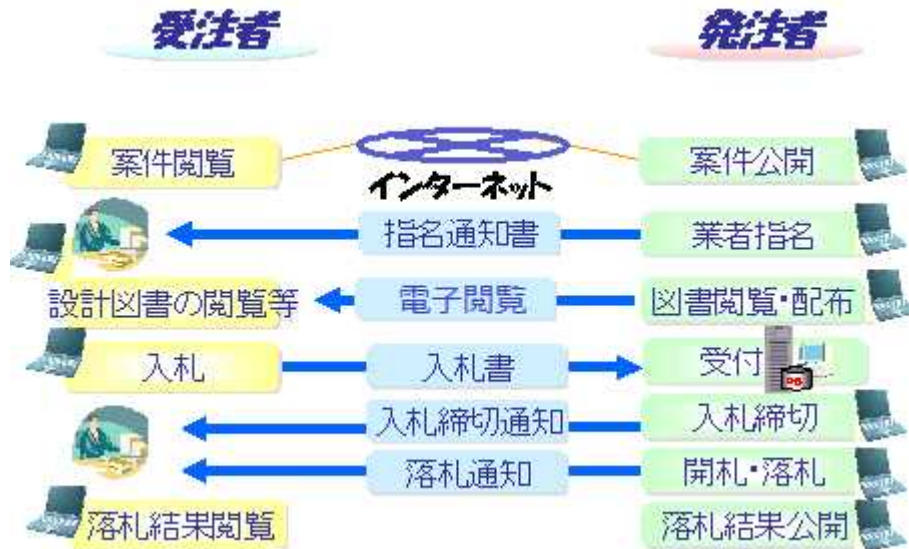 受注者 発注者
案件閲覧 インターネット 案件公開
指名通知書 業者指名
設計図書の閲覧等 電子閲覧 図書閲覧・配布
入札 入札書 受付
入札締切通知 入札締切
落札通知 開札・落札
落札結果閲覧 落札結果公開